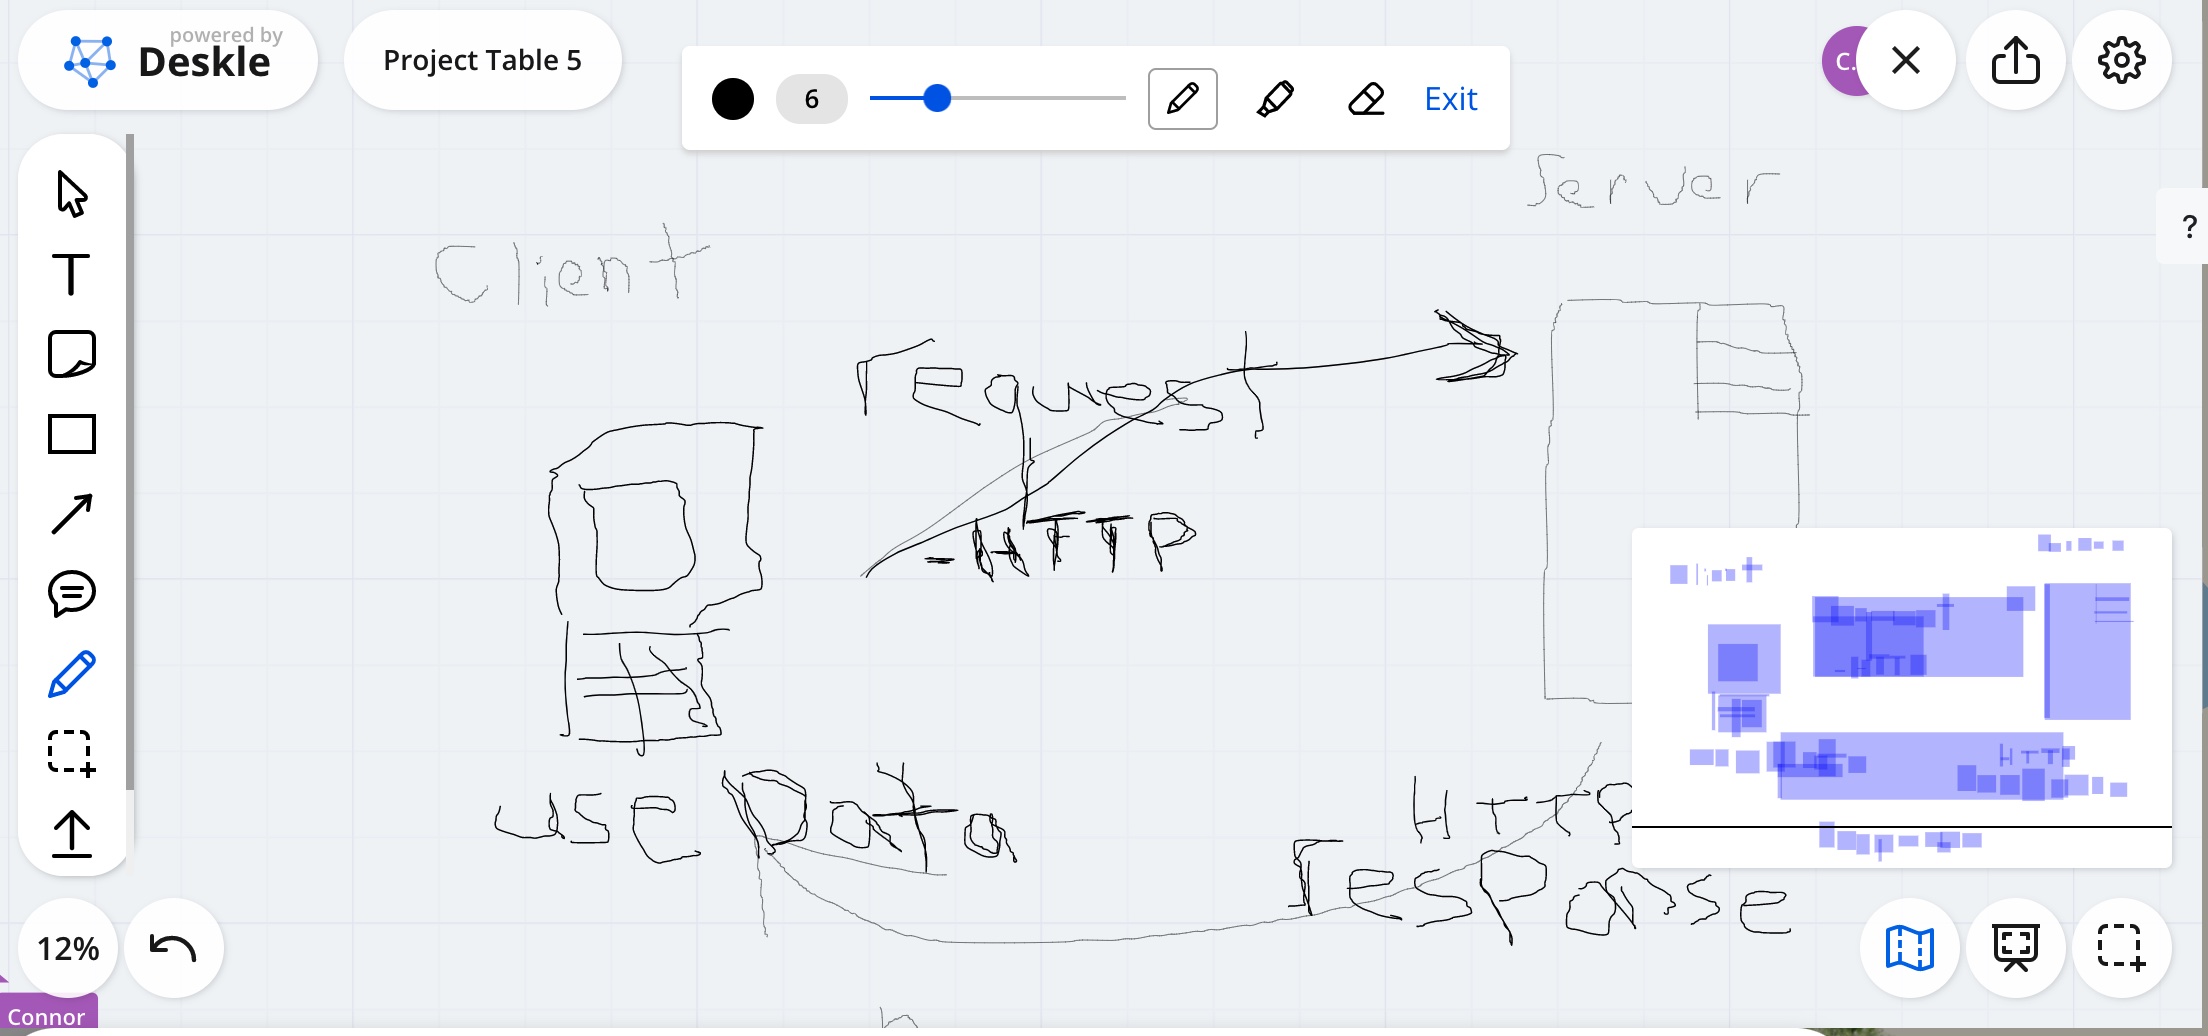 powered by
Deskle
Project Table 5
6
Exit
C.
?
Server
Client
request
-HTTP
USE Data
HTTP
response
12%
Connor